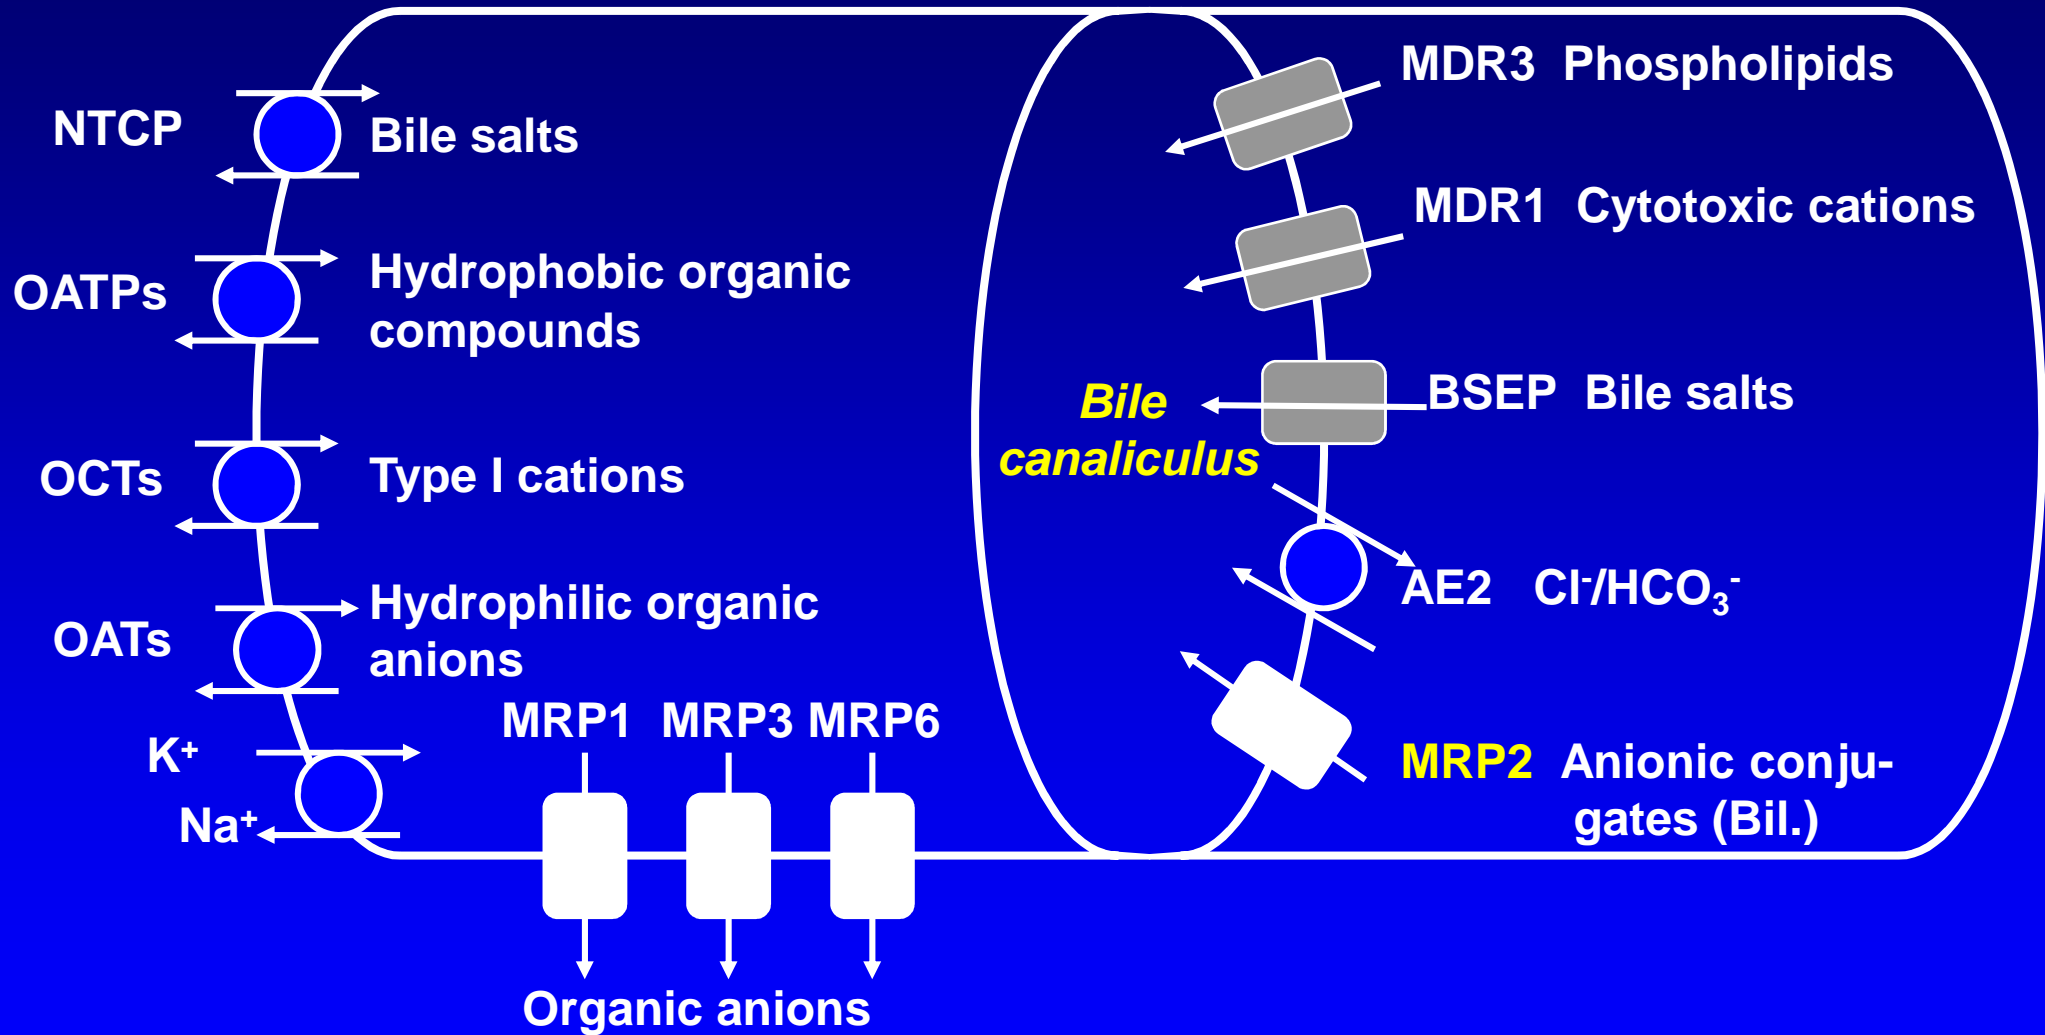 NTCP Bile salts
OATPs Hydrophobic organic
compounds
OCTs Type I cations
OATs Hydrophilic organic
anions
K⁺
Na⁺
MRP1 MRP3 MRP6
Organic anions
Bile
canaliculus
MDR3 Phospholipids
MDR1 Cytotoxic cations
BSEP Bile salts
AE2 Cl⁻/HCO₃⁻
MRP2 Anionic conju-
gates (Bil.)